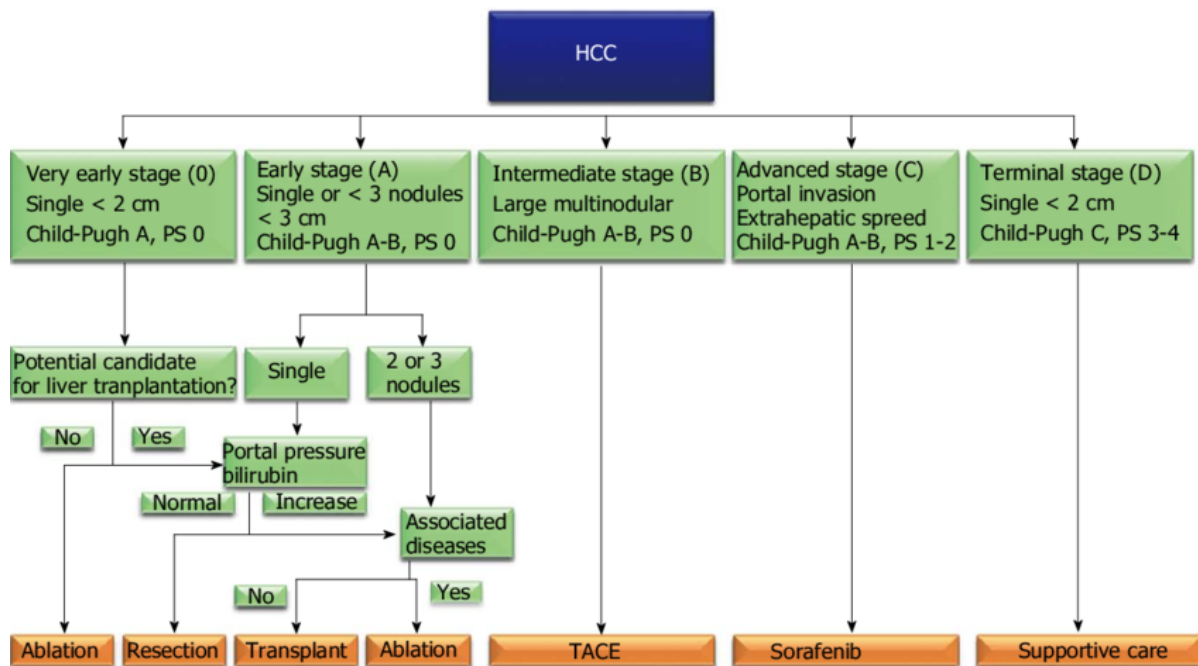 HCC
Very early stage (0)
Single < 2 cm
Child-Pugh A, PS 0
Early stage (A)
Single or < 3 nodules
< 3 cm
Child-Pugh A-B, PS 0
Intermediate stage (B)
Large multinodular
Child-Pugh A-B, PS 0
Advanced stage (C)
Portal invasion
Extrahepatic spreed
Child-Pugh A-B, PS 1-2
Terminal stage (D)
Single < 2 cm
Child-Pugh C, PS 3-4
Potential candidate
for liver tranplantation?
Single
2 or 3
nodules
No
Yes
Portal pressure
bilirubin
Normal
Increase
Associated
diseases
No
Yes
Ablation
Resection
Transplant
Ablation
TACE
Sorafenib
Supportive care